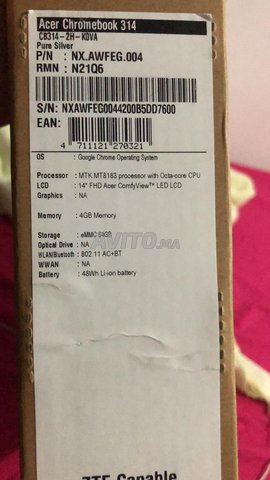 Acer Chromebook 314
CB314-2H-K0VA
Pure Silver
P/N : NX.AWFEG.004
RMN : N21Q6
S/N: NXAWFEG0044200B5DD7600
EAN:
4 711121 270321
OS : Google Chrome Operating System
Processor : MTK MT8183 processor with Octa-core CPU
LCD : 14" FHD Acer ComfyView™ LED LCD
Graphics : NA
Memory : 4GB Memory
Storage : eMMC 64GB
Optical Drive : NA
WLAN/Bluetooth : 802.11 AC+BT
WWAN : NA
Battery : 48Wh Li-ion battery
AVITO.ma
Capable